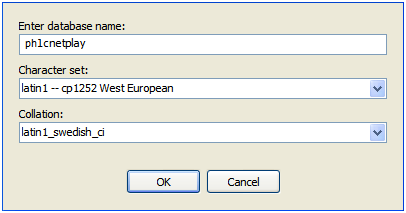 Enter database name:
ph1cnetplay
Character set:
latin1 -- cp1252 West European
Collation:
latin1_swedish_ci
OK
Cancel